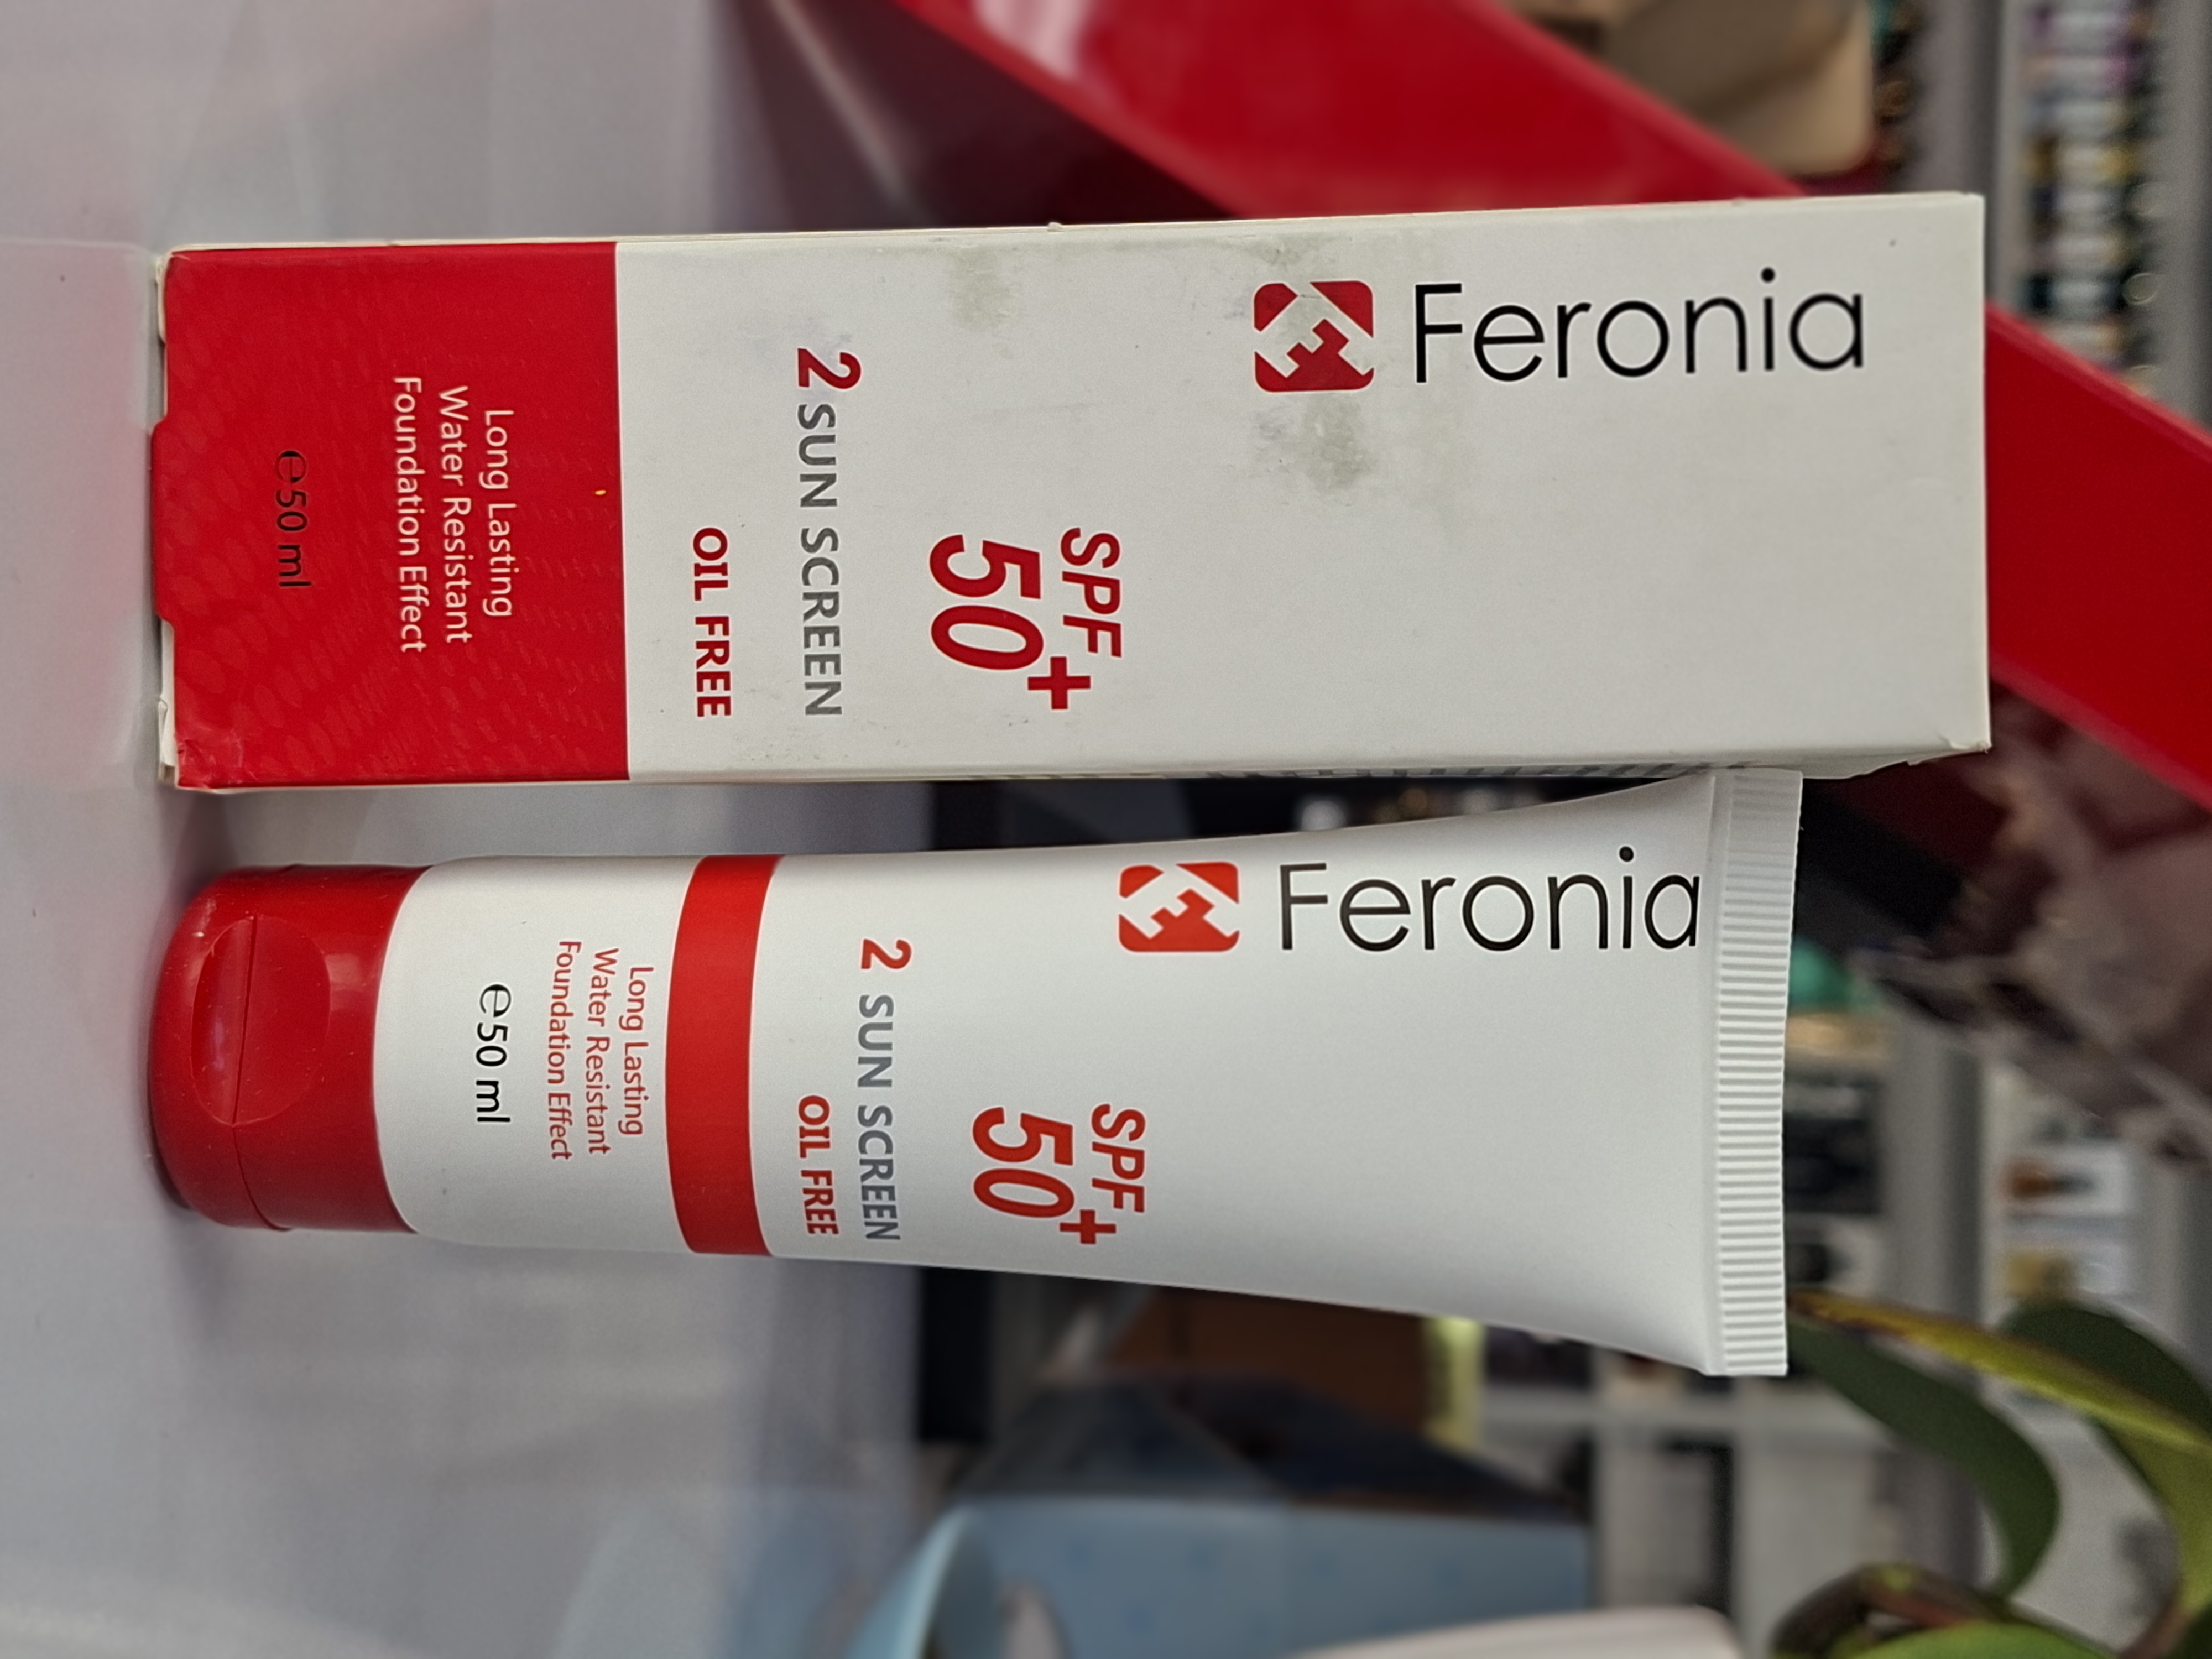 Feronia
SPF
50+
2 SUN SCREEN
OIL FREE
Long Lasting
Water Resistant
Foundation Effect
℮50 ml
Feronia
SPF
50+
2 SUN SCREEN
OIL FREE
Long Lasting
Water Resistant
Foundation Effect
℮50 ml